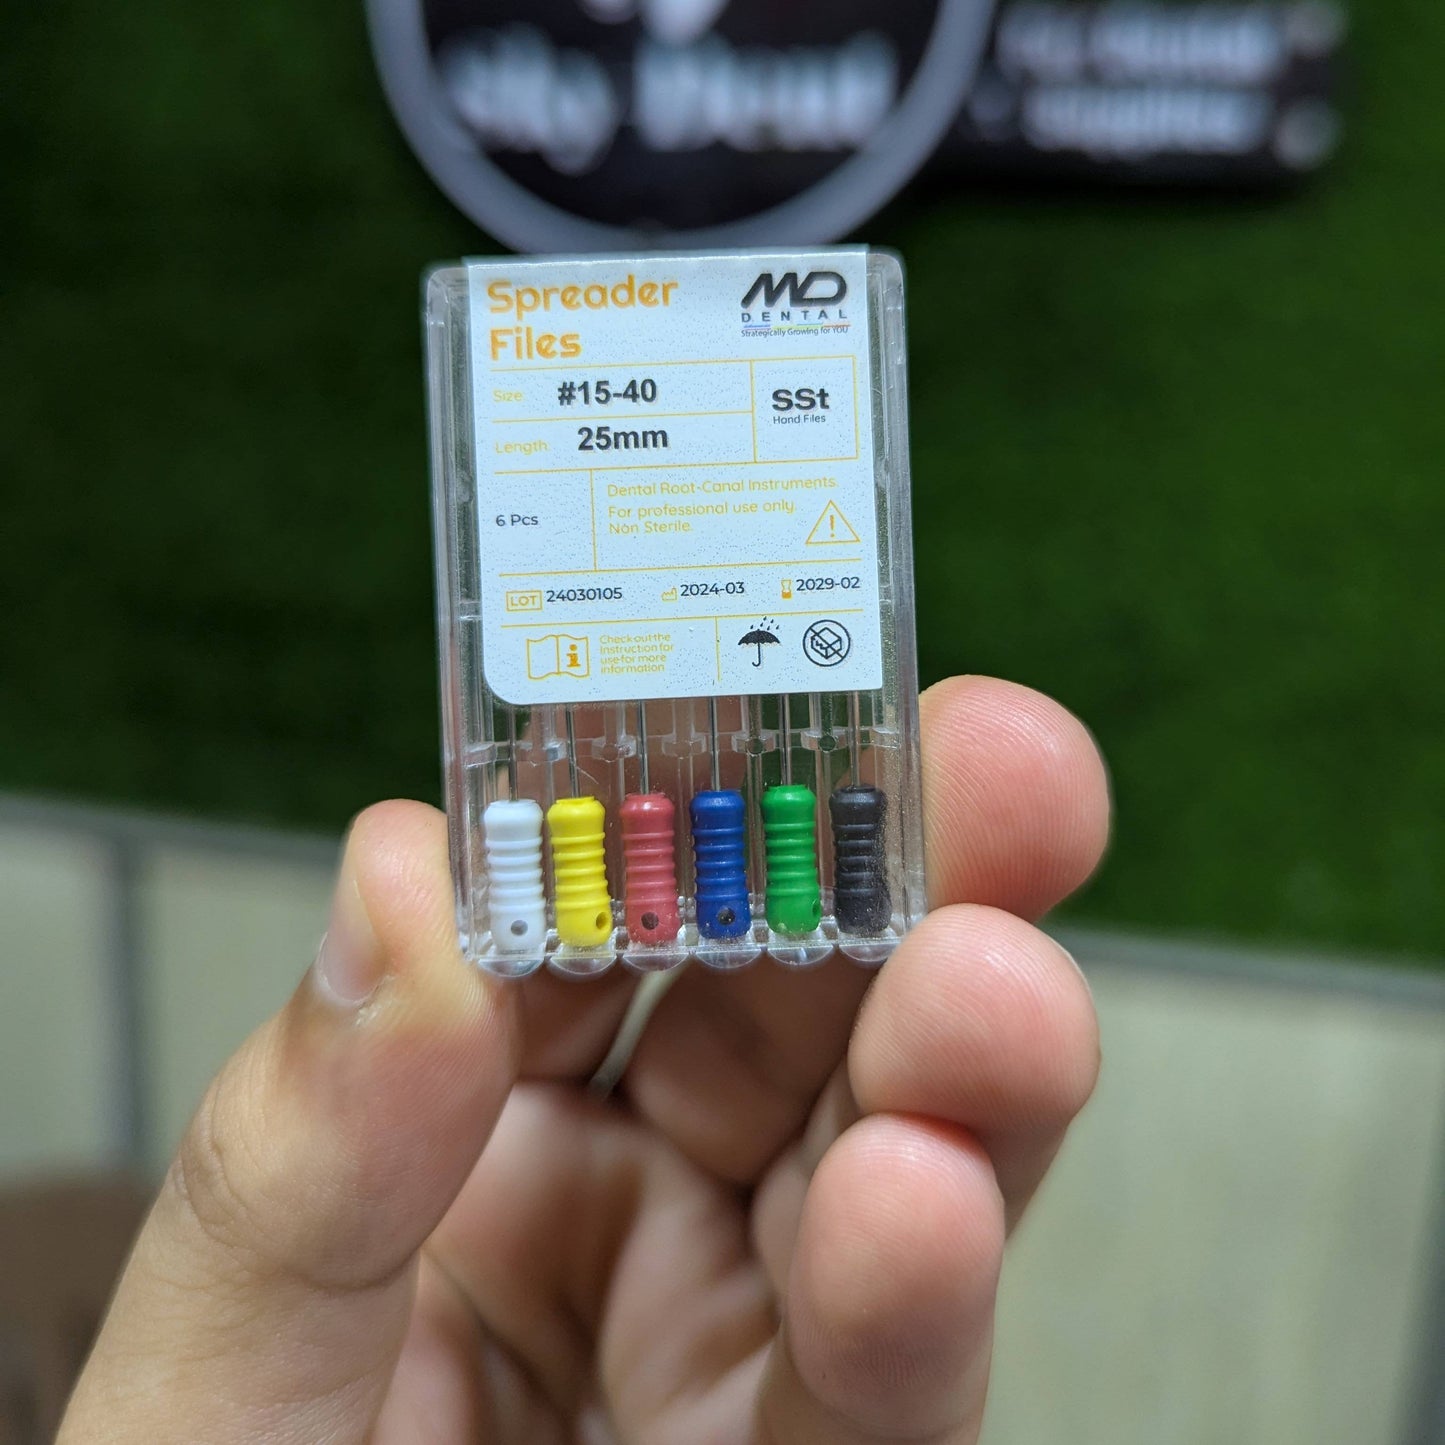 Spreader
Files
MD
DENTAL
Strategically Growing for YOU
Size: #15-40
Length: 25mm
SSt
Hand Files
6 Pcs
Dental Root-Canal Instruments.
For professional use only.
Non Sterile.
LOT 24030105
2024-03
2029-02
Check out the
instruction for
use for more
information